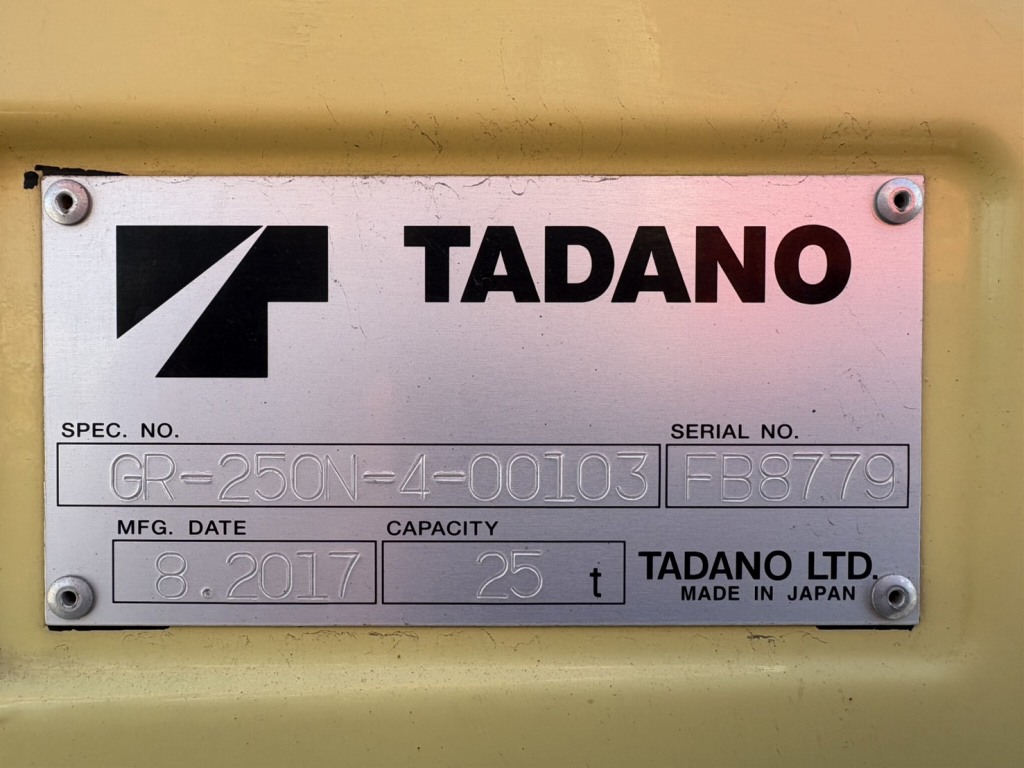 TADANO
SPEC. NO.
GR-250N-4-00103
SERIAL NO.
FB8779
MFG. DATE
8.2017
CAPACITY
25 t
TADANO LTD.
MADE IN JAPAN